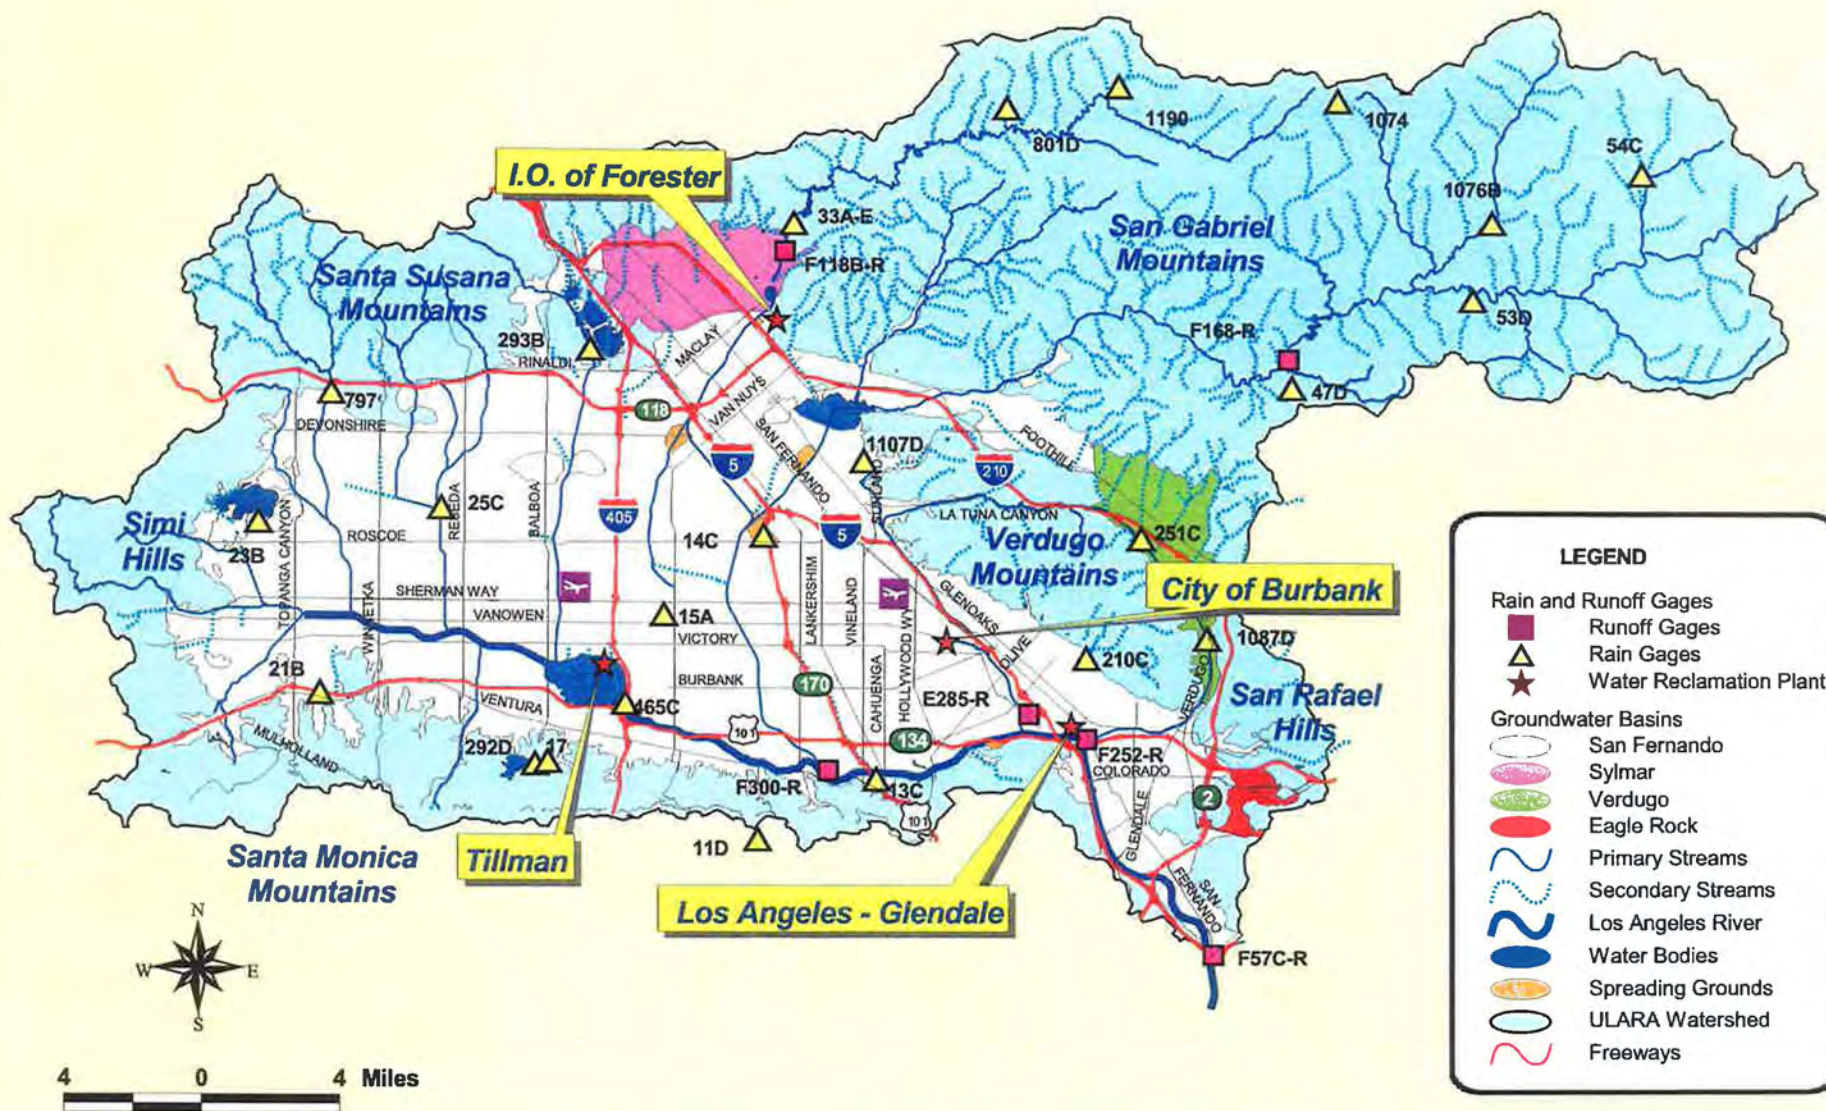 1190
1074
801D
54C
I.O. of Forester
1076B
33A-E
San Gabriel
Mountains
F118B-R
Santa Susana
Mountains
53D
F168-R
293B
RINALDI
MACLAY
47D
797
118
VAN NUYS
DEVONSHIRE
SAN FERNANDO
FOOTHILL
1107D
5
210
25C
RESEDA
BALBOA
405
SUNLAND
LA TUNA CANYON
Simi
Hills
23B
TOPANGA CANYON
ROSCOE
14C
5
251C
Verdugo
Mountains
City of Burbank
SHERMAN WAY
VANOWEN
WINNETKA
15A
VICTORY
LANKERSHIM
VINELAND
HOLLYWOOD WY
GLENOAKS
OLIVE
1087D
210C
21B
BURBANK
170
CAHUENGA
E285-R
VERDUGO
San Rafael
Hills
VENTURA
465C
101
134
MULHOLLAND
292D
17
F252-R
COLORADO
F300-R
13C
2
101
GLENDALE
11D
Santa Monica
Mountains
Tillman
SAN
FERNANDO
Los Angeles - Glendale
F57C-R
N
W
E
S
4 0 4 Miles
LEGEND
Rain and Runoff Gages
Runoff Gages
Rain Gages
Water Reclamation Plant
Groundwater Basins
San Fernando
Sylmar
Verdugo
Eagle Rock
Primary Streams
Secondary Streams
Los Angeles River
Water Bodies
Spreading Grounds
ULARA Watershed
Freeways